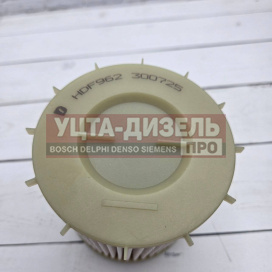 HDF962 300725
УЦТА-ДИЗЕЛЬ
BOSCH DELPHI DENSO SIEMENS
ПРО